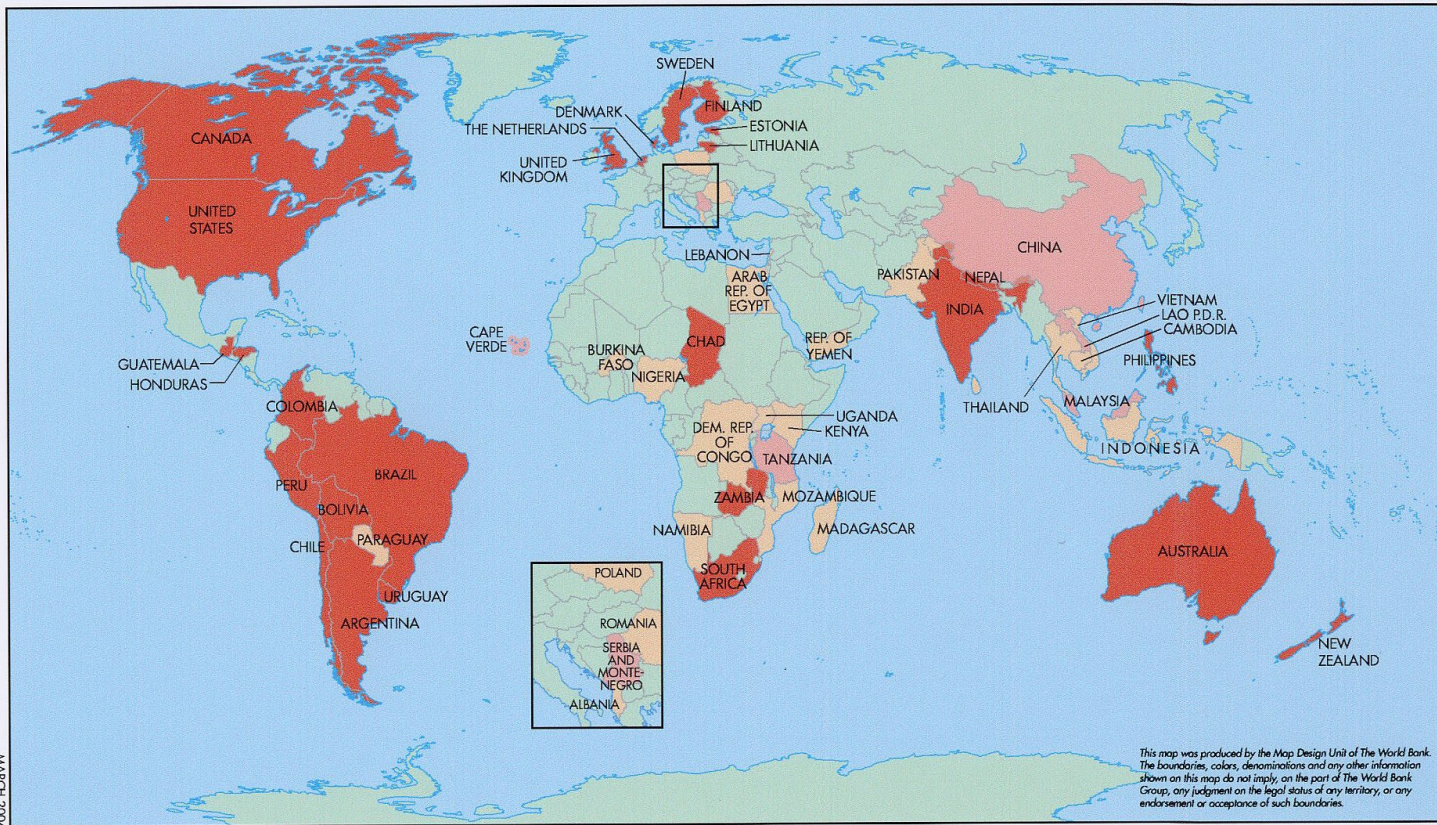 SWEDEN
FINLAND
DENMARK
THE NETHERLANDS
ESTONIA
LITHUANIA
UNITED
KINGDOM
CANADA
UNITED
STATES
CHINA
LEBANON
ARAB
REP. OF
EGYPT
PAKISTAN
NEPAL
INDIA
VIETNAM
LAO P.D.R.
CAMBODIA
PHILIPPINES
THAILAND
MALAYSIA
INDONESIA
CAPE
VERDE
BURKINA
FASO
NIGERIA
CHAD
REP. OF
YEMEN
GUATEMALA
HONDURAS
COLOMBIA
UGANDA
KENYA
DEM. REP.
OF
CONGO
TANZANIA
BRAZIL
PERU
BOLIVIA
ZAMBIA
MOZAMBIQUE
NAMIBIA
MADAGASCAR
CHILE
PARAGUAY
SOUTH
AFRICA
AUSTRALIA
URUGUAY
ARGENTINA
NEW
ZEALAND
POLAND
ROMANIA
SERBIA
AND
MONTE-
NEGRO
ALBANIA
This map was produced by the Map Design Unit of The World Bank.
The boundaries, colors, denominations and any other information
shown on this map do not imply, on the part of The World Bank
Group, any judgment on the legal status of any territory, or any
endorsement or acceptance of such boundaries.